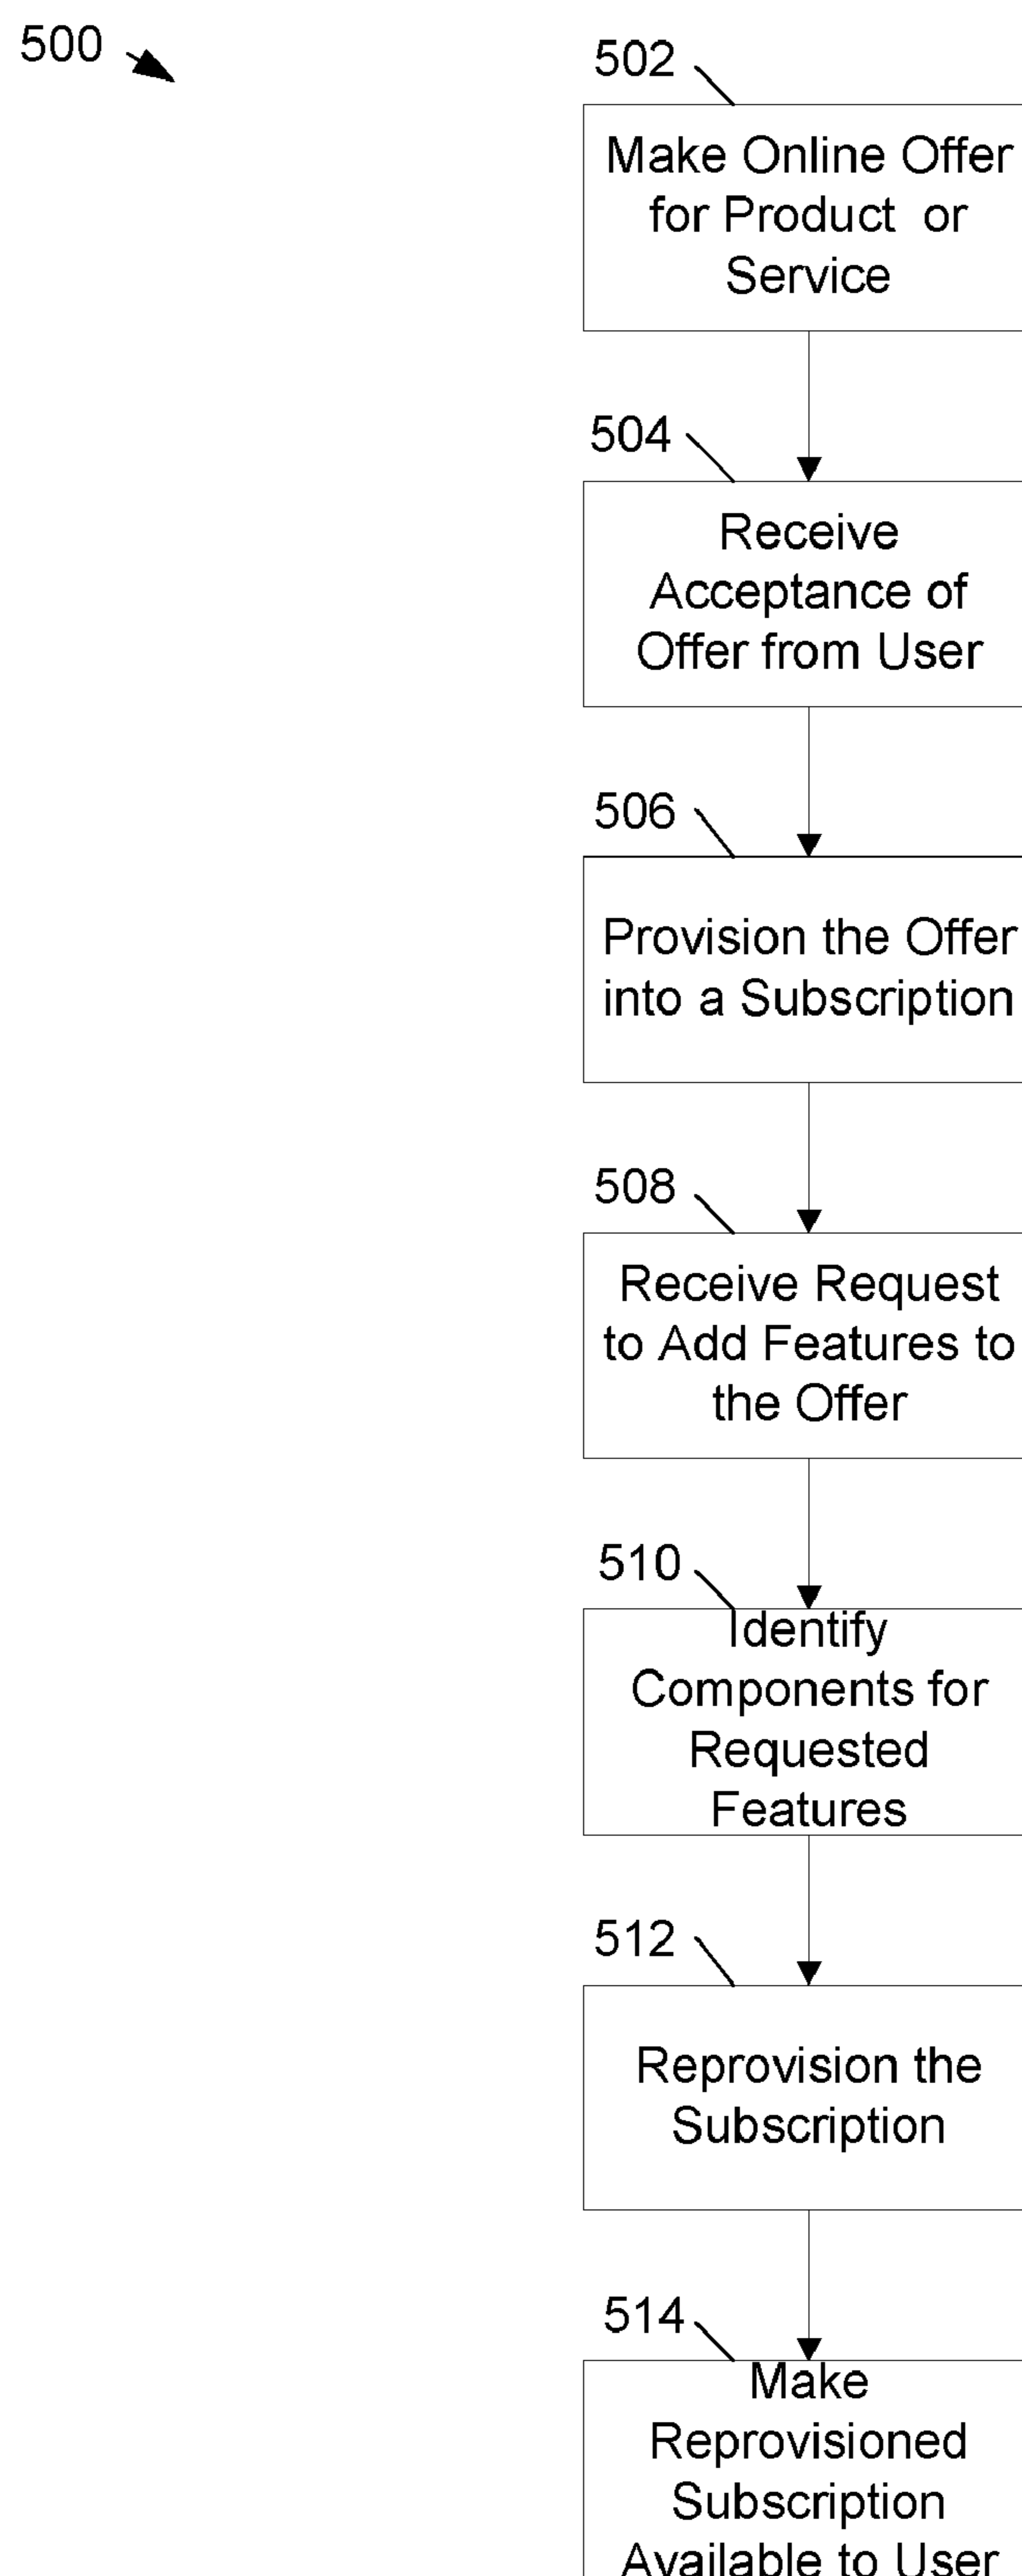 500
502
Make Online Offer
for Product or
Service
504
Receive
Acceptance of
Offer from User
506
Provision the Offer
into a Subscription
508
Receive Request
to Add Features to
the Offer
510
Identify
Components for
Requested
Features
512
Reprovision the
Subscription
514
Make
Reprovisioned
Subscription
Available to User